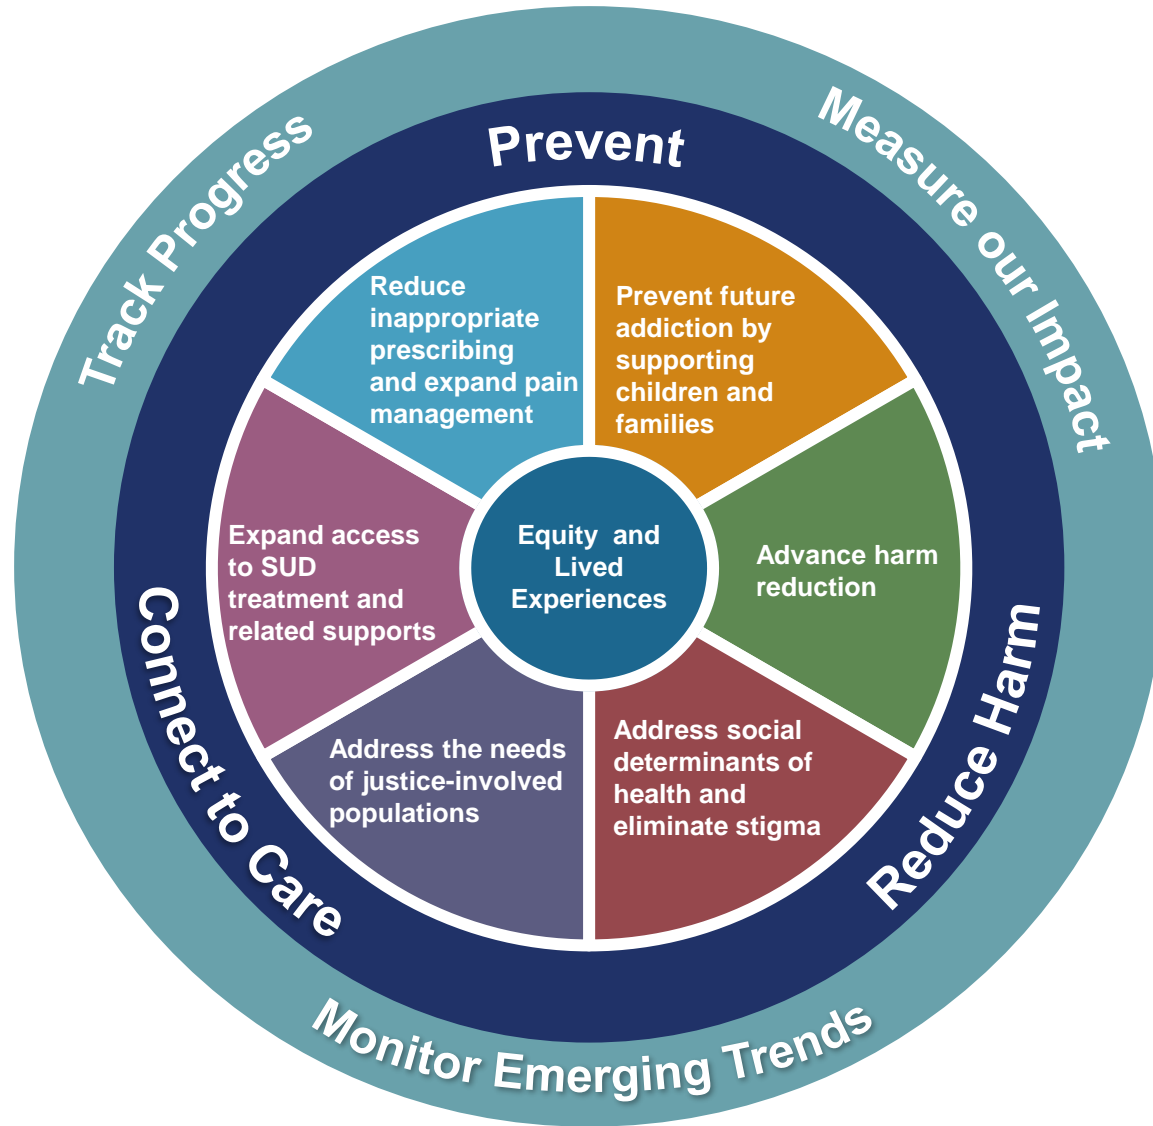 Track Progress
Measure our Impact
Monitor Emerging Trends
Prevent
Reduce Harm
Connect to Care
Reduce
inappropriate
prescribing
and expand pain
management
Prevent future
addiction by
supporting
children and
families
Advance harm
reduction
Address social
determinants of
health and
eliminate stigma
Address the needs
of justice-involved
populations
Expand access
to SUD
treatment and
related supports
Equity and
Lived
Experiences